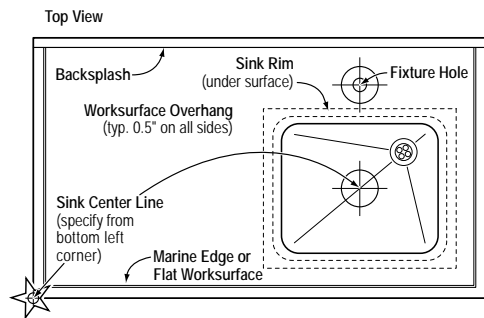 Top View
Backsplash
Sink Rim
(under surface)
Fixture Hole
Worksurface Overhang
(typ. 0.5" on all sides)
Sink Center Line
(specify from
bottom left
corner)
Marine Edge or
Flat Worksurface